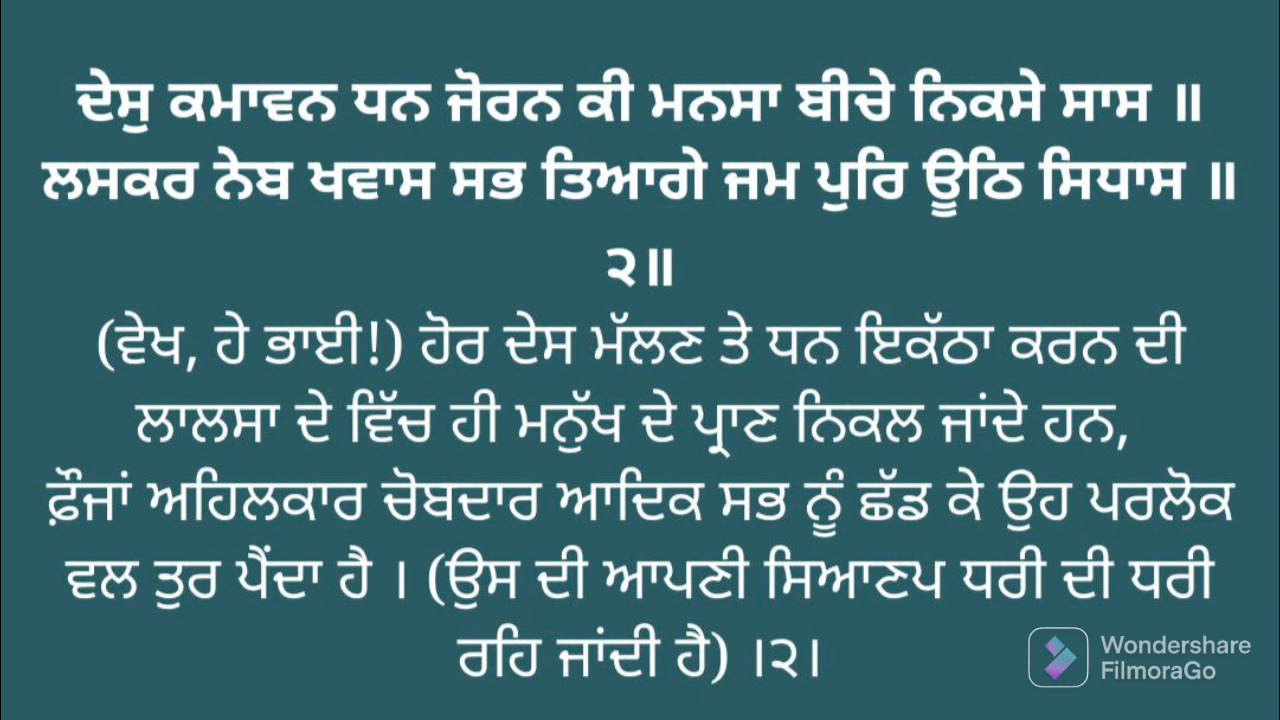 ਦੇਸੁ ਕਮਾਵਨ ਧਨ ਜੋਰਨ ਕੀ ਮਨਸਾ ਬੀਚੇ ਨਿਕਸੇ ਸਾਸ ॥
ਲਸਕਰ ਨੇਬ ਖਵਾਸ ਸਭ ਤਿਆਗੇ ਜਮ ਪੁਰਿ ਊਠਿ ਸਿਧਾਸ ॥
੨॥
(ਵੇਖ, ਹੇ ਭਾਈ!) ਹੋਰ ਦੇਸ ਮੱਲਣ ਤੇ ਧਨ ਇਕੱਠਾ ਕਰਨ ਦੀ
ਲਾਲਸਾ ਦੇ ਵਿੱਚ ਹੀ ਮਨੁੱਖ ਦੇ ਪ੍ਰਾਣ ਨਿਕਲ ਜਾਂਦੇ ਹਨ,
ਫ਼ੌਜਾਂ ਅਹਿਲਕਾਰ ਚੋਬਦਾਰ ਆਦਿਕ ਸਭ ਨੂੰ ਛੱਡ ਕੇ ਉਹ ਪਰਲੋਕ
ਵਲ ਤੁਰ ਪੈਂਦਾ ਹੈ । (ਉਸ ਦੀ ਆਪਣੀ ਸਿਆਣਪ ਧਰੀ ਦੀ ਧਰੀ
ਰਹਿ ਜਾਂਦੀ ਹੈ) ।੨।
Wondershare
FilmoraGo